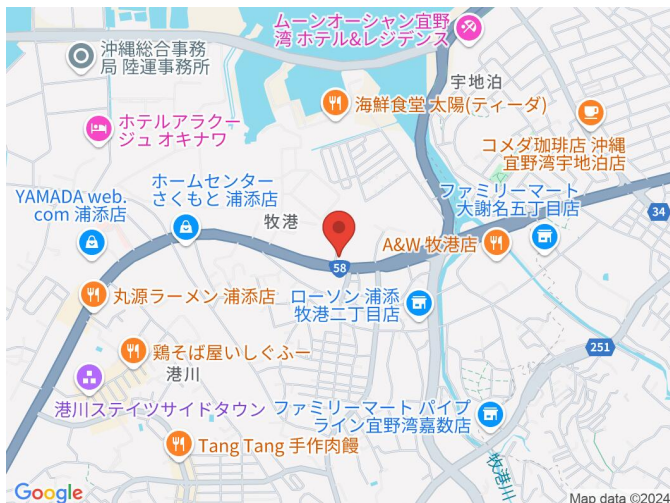 ムーンオーシャン宜野
湾 ホテル&レジデンス
沖縄総合事務
局 陸運事務所
宇地泊
海鮮食堂 太陽(ティーダ)
ホテルアラクー
ジュ オキナワ
コメダ珈琲店 沖縄
宜野湾宇地泊店
ホームセンター
さくもと 浦添店
ファミリーマート
大謝名五丁目店
YAMADA web.
com 浦添店
牧港
34
A&W 牧港店
58
丸源ラーメン 浦添店
ローソン 浦添
牧港二丁目店
251
鶏そば屋いしぐふー
港川
港川ステイツサイドタウン
ファミリーマート パイプ
ライン宜野湾嘉数店
Tang Tang 手作肉饅
牧港川
Google
Map data ©2024